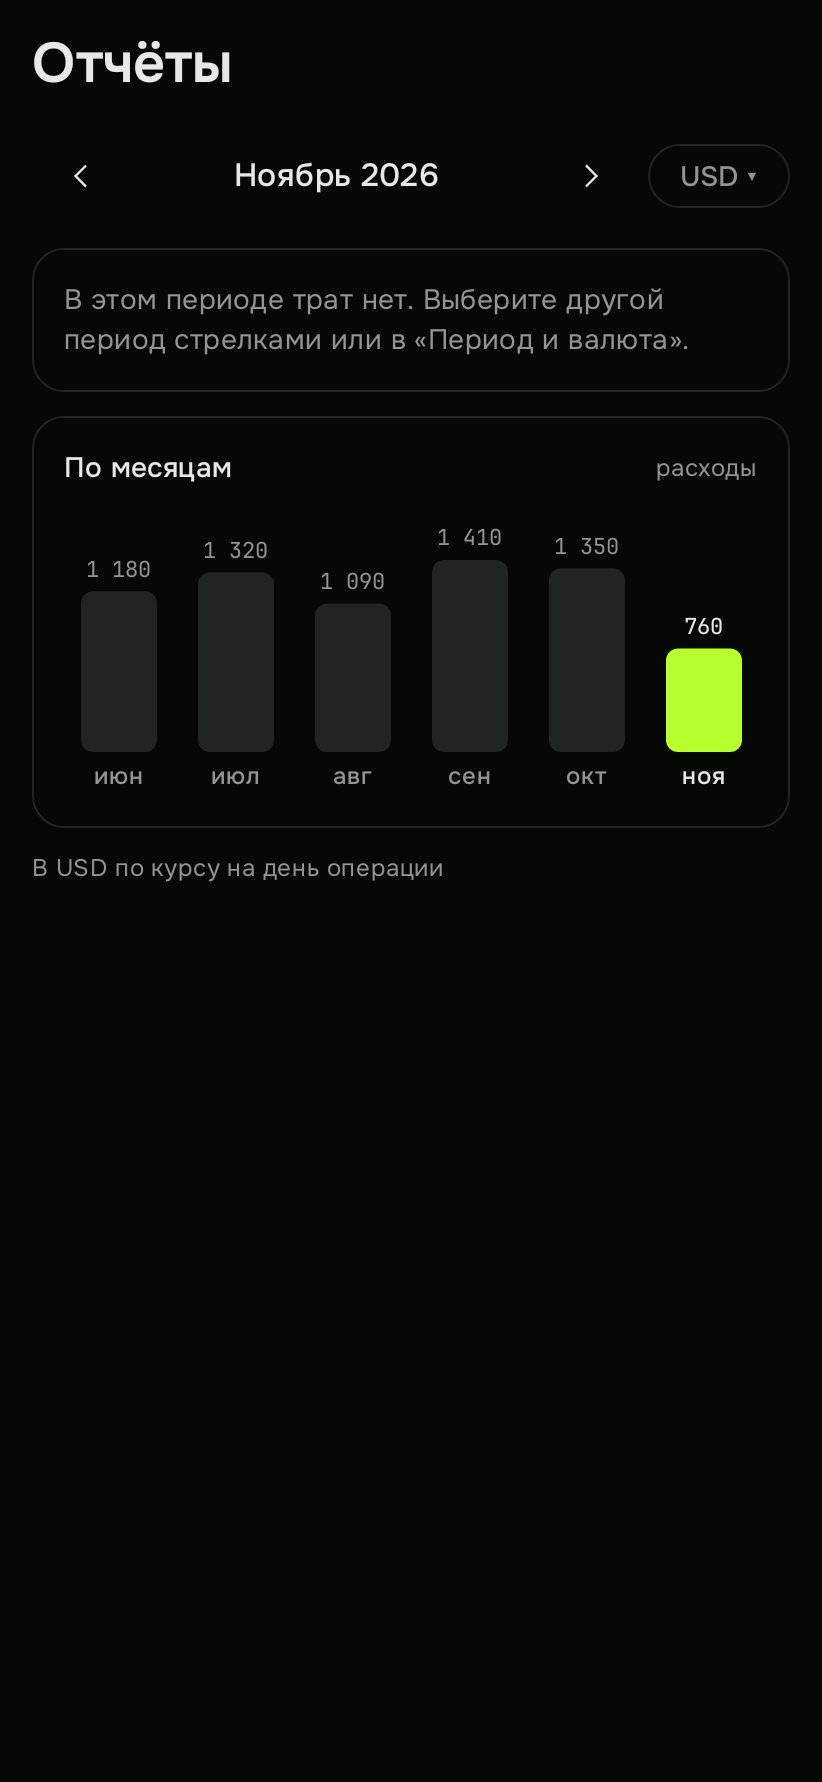 Отчёты
Ноябрь 2026
USD ▾
В этом периоде трат нет. Выберите другой
период стрелками или в «Период и валюта».
По месяцам
расходы
1 180
1 320
1 090
1 410
1 350
760
июн
июл
авг
сен
окт
ноя
В USD по курсу на день операции